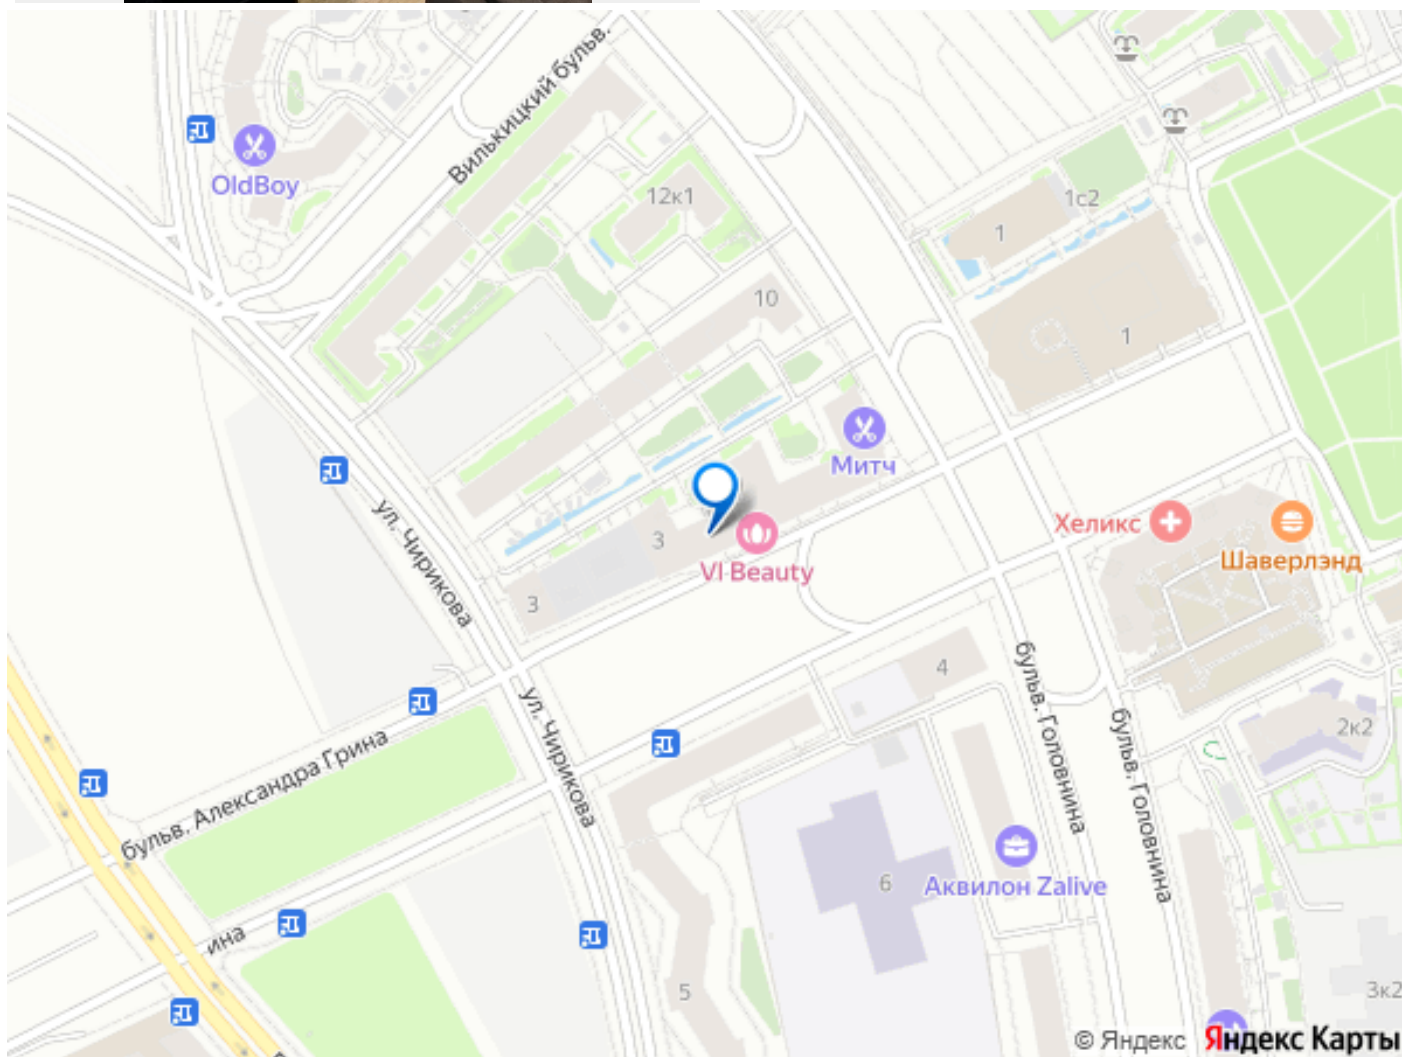 Вилькицкий бульв.
OldBoy
12к1
1с2
1
10
1
Митч
ул. Чирикова
3
VI Beauty
Хеликс
Шаверлэнд
3
4
бульв. Головнина
ул. Чирикова
бульв. Головнина
2к2
бульв. Александра Грина
6
Аквилон Zalive
ина
5
3к2
© Яндекс Яндекс Карты